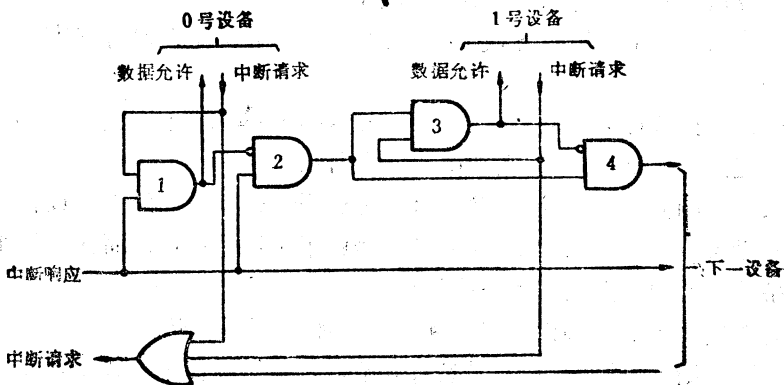 0号设备 1号设备
数据允许 中断请求 数据允许 中断请求
3
1 2 4
中断响应 下一设备
中断请求